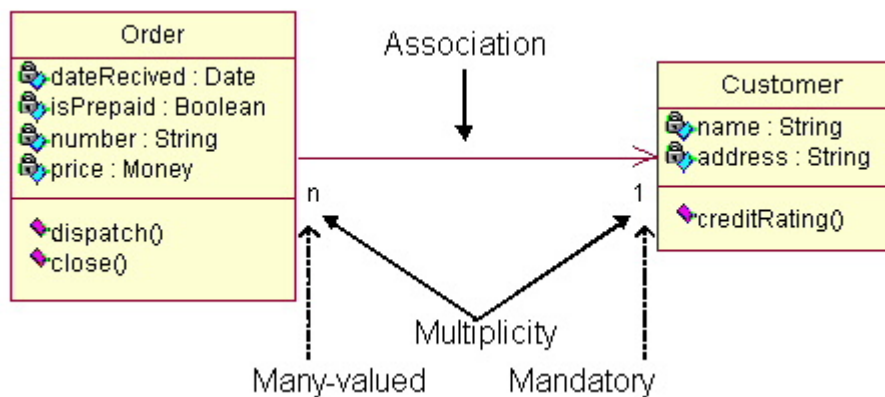 Order
dateRecived : Date
isPrepaid : Boolean
number : String
price : Money
dispatch()
close()
Association
Customer
name : String
address : String
creditRating()
n
1
Multiplicity
Many-valued
Mandatory